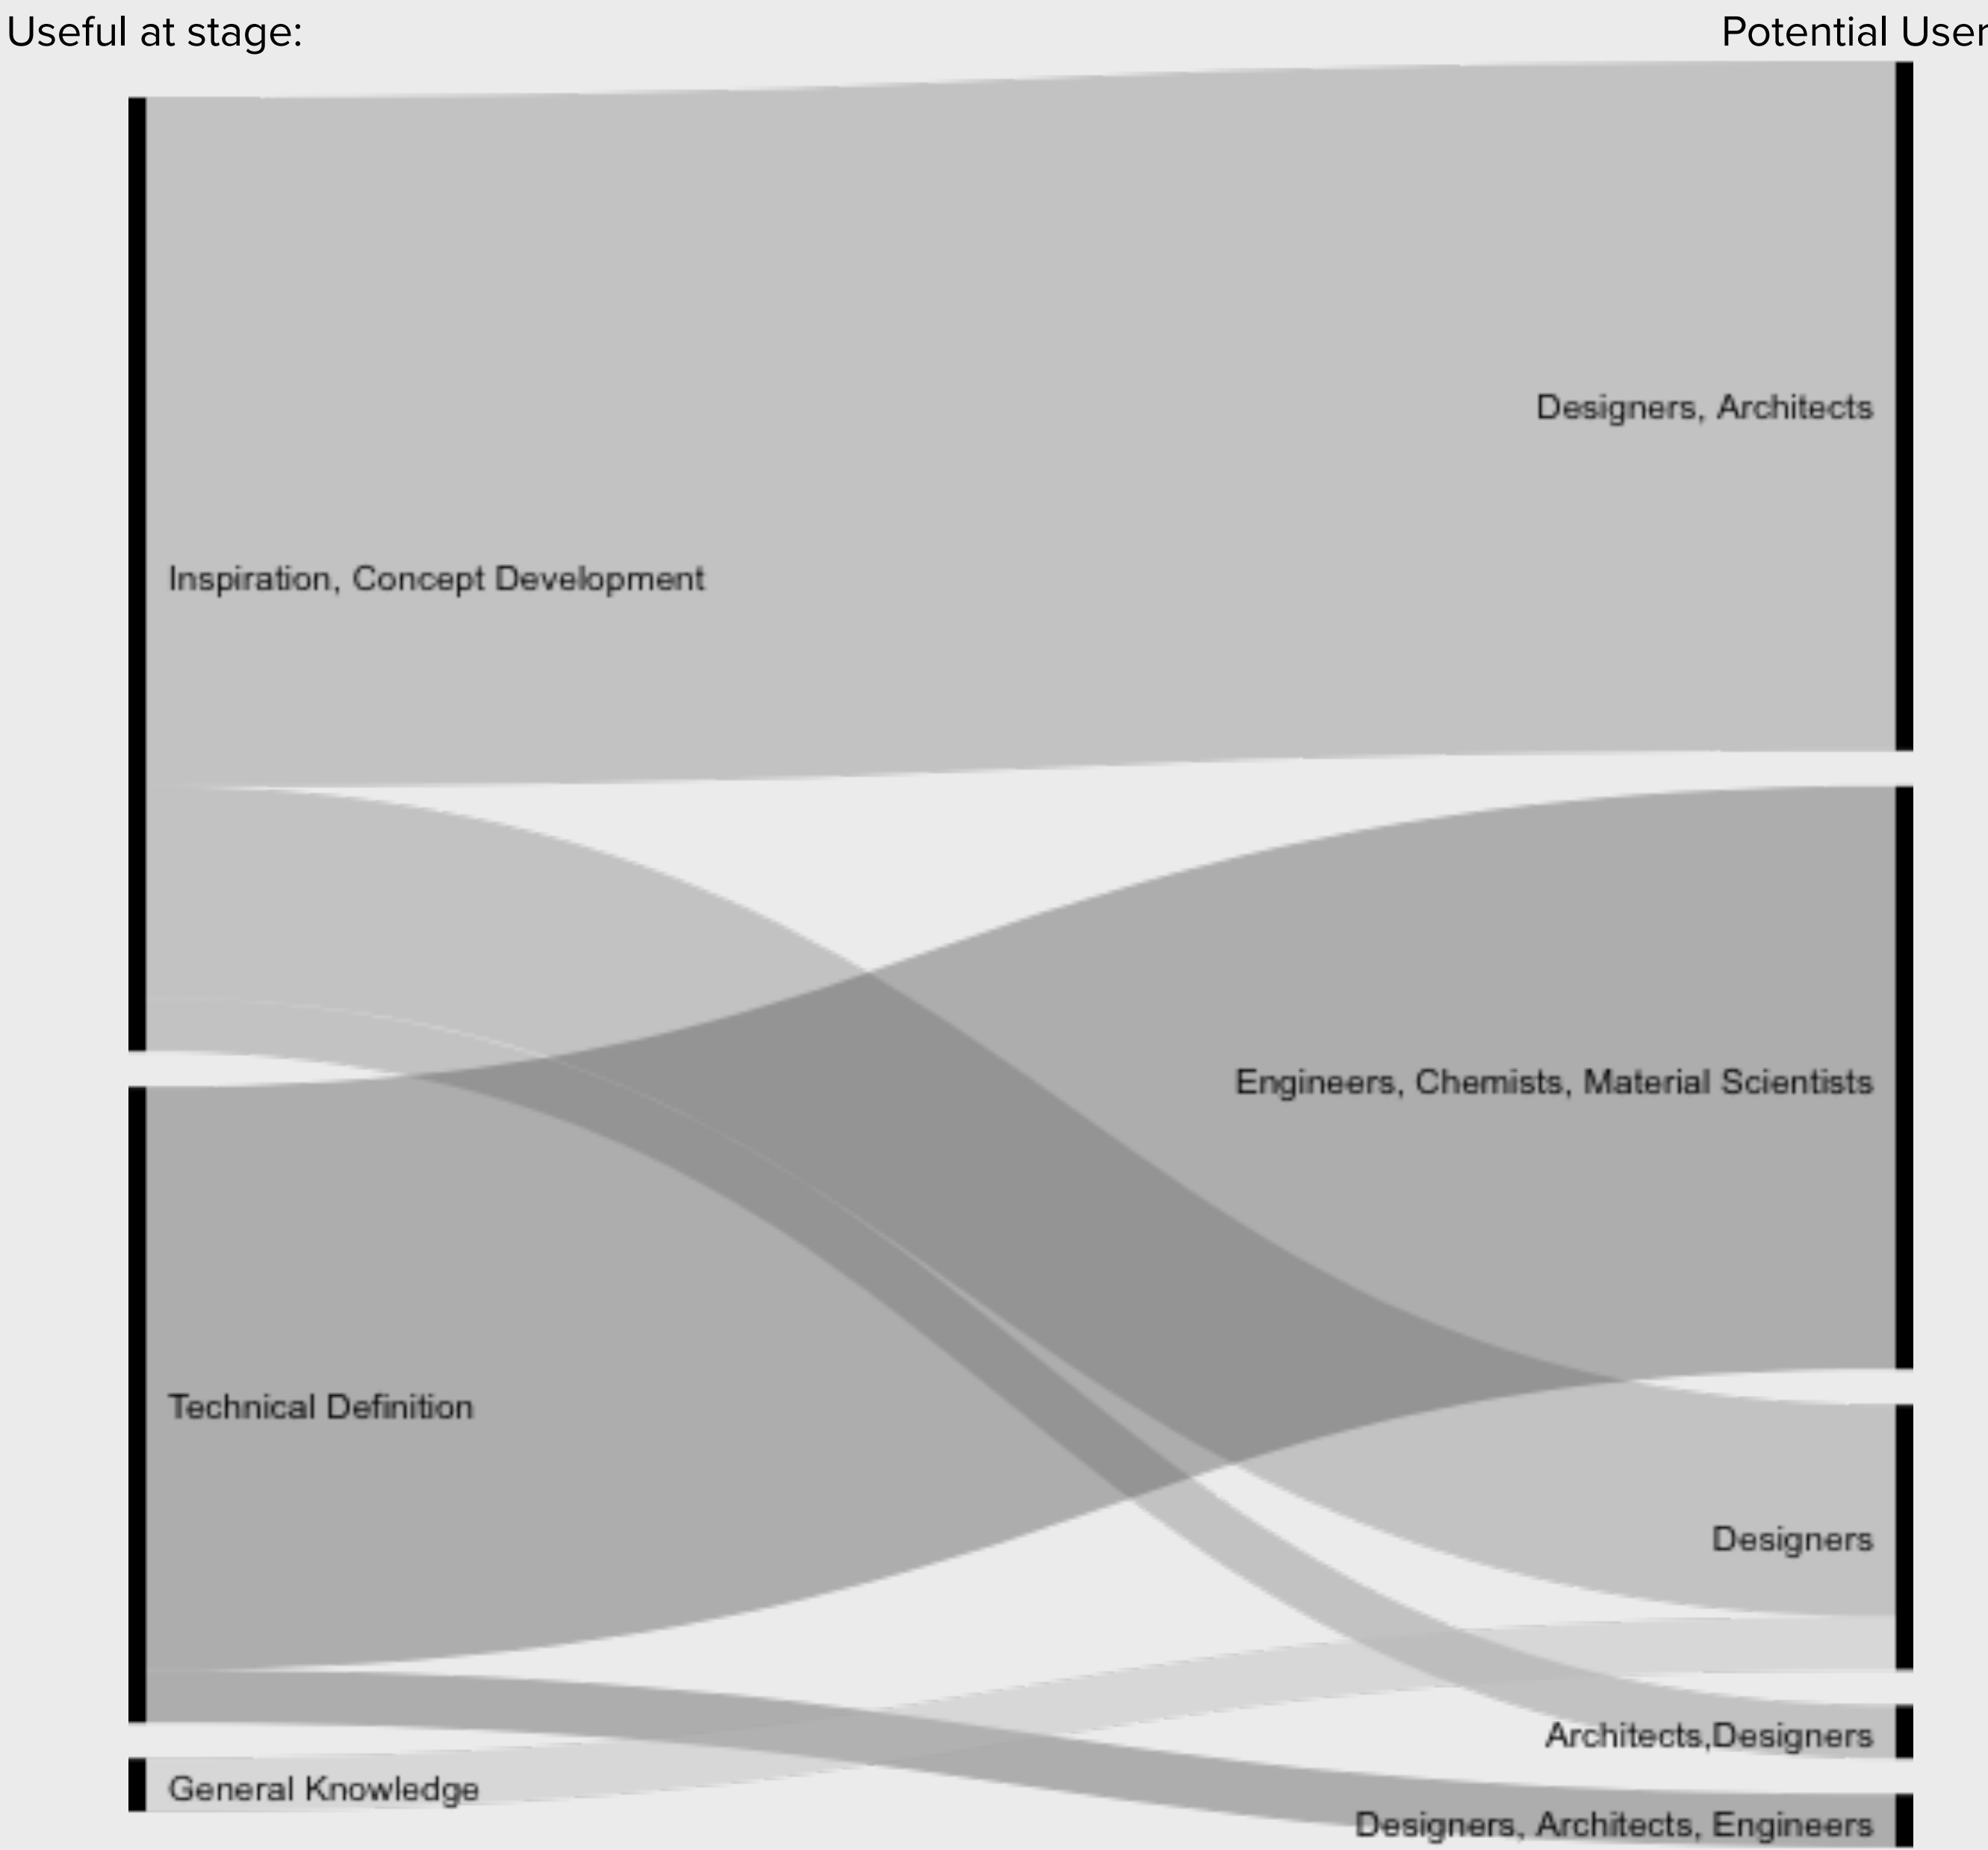 Useful at stage:
Potential User
Designers, Architects
Inspiration, Concept Development
Engineers, Chemists, Material Scientists
Technical Definition
Designers
Architects,Designers
General Knowledge
Designers, Architects, Engineers